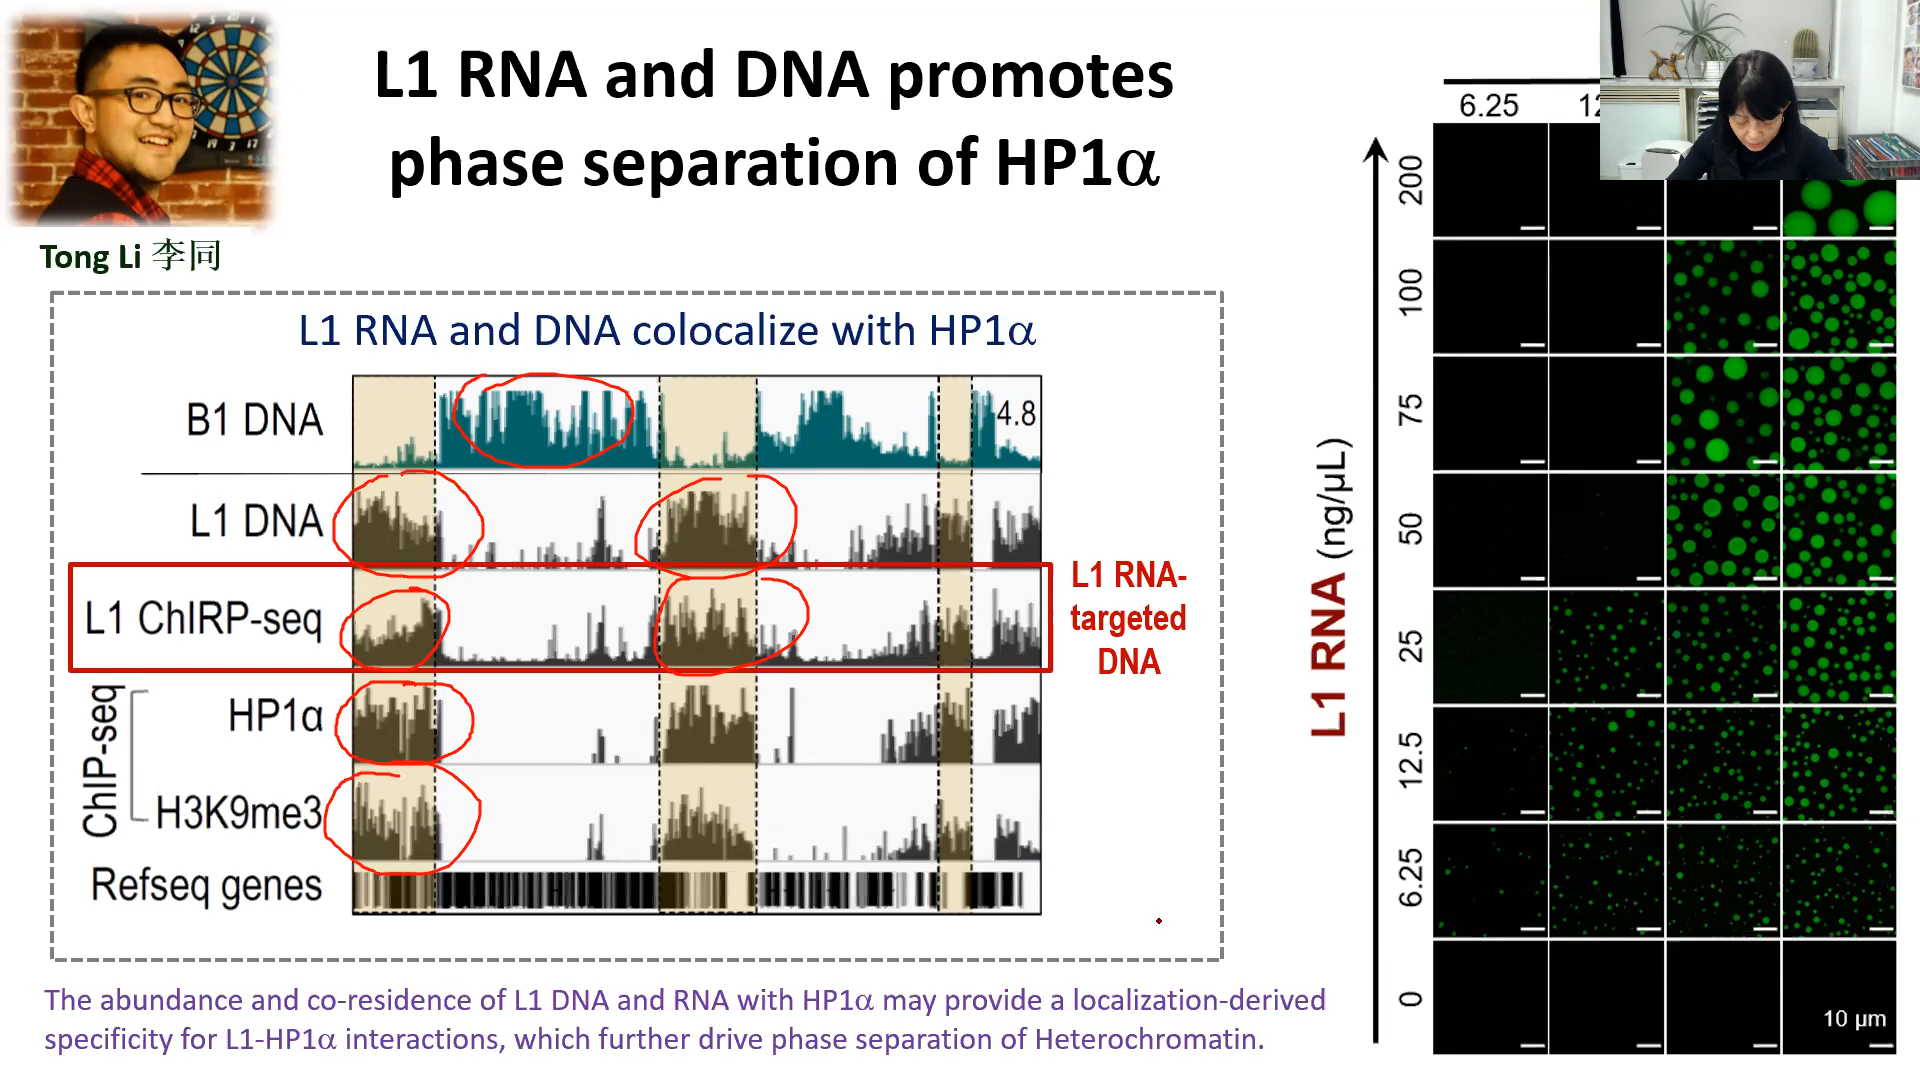 L1 RNA and DNA promotes
phase separation of HP1α
Tong Li 李同
L1 RNA and DNA colocalize with HP1α
B1 DNA
4.8
L1 DNA
L1 ChIRP-seq
L1 RNA-
targeted
DNA
ChIP-seq
HP1α
H3K9me3
Refseq genes
The abundance and co-residence of L1 DNA and RNA with HP1α may provide a localization-derived
specificity for L1-HP1α interactions, which further drive phase separation of Heterochromatin.
6.25
L1 RNA (ng/µL)
200
100
75
50
25
12.5
6.25
0
10 µm